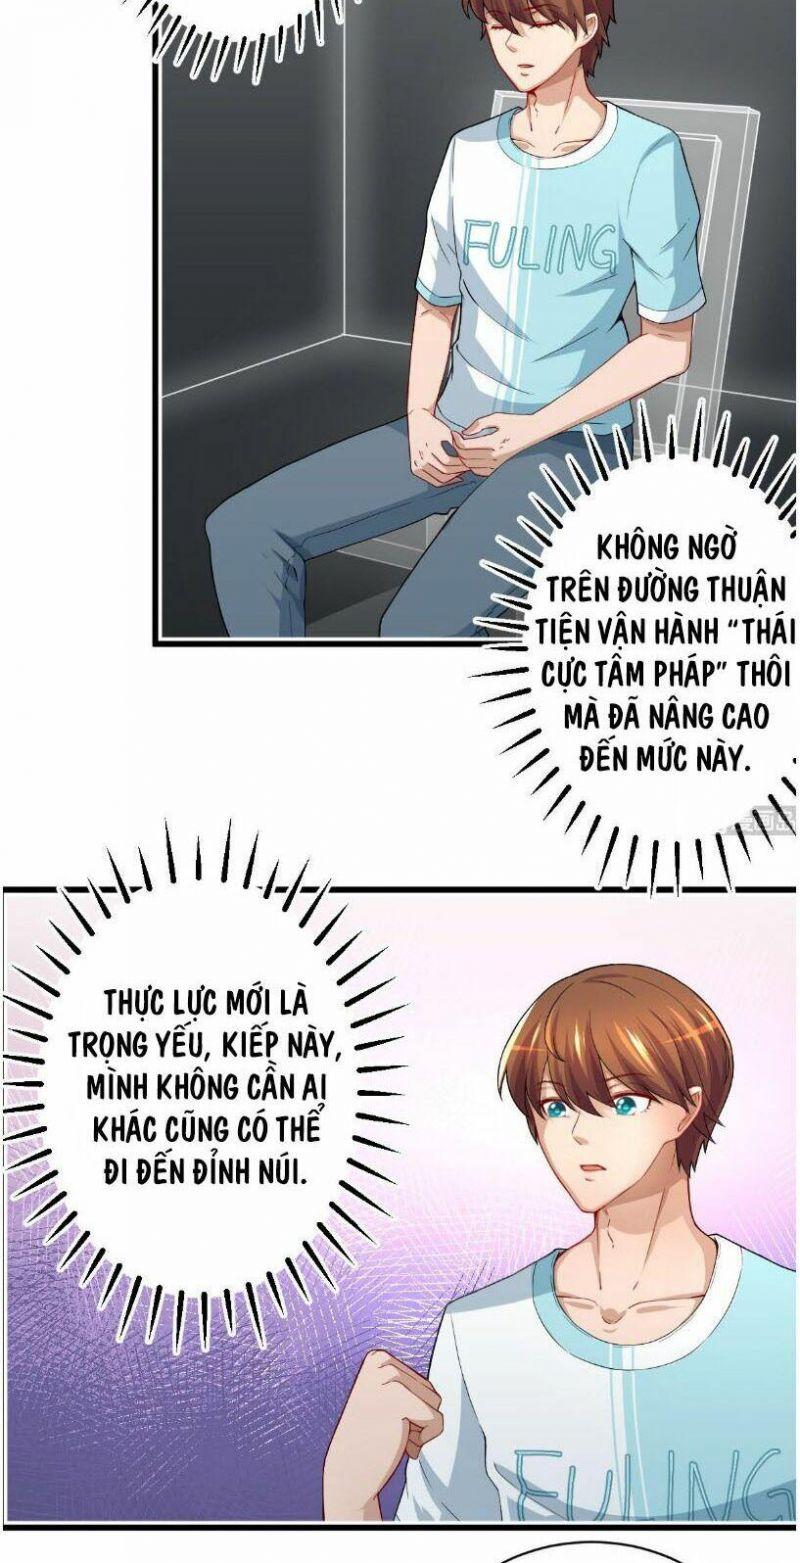 FULING
KHÔNG NGỜ
TRÊN ĐƯỜNG THUẬN
TIỆN VẬN HÀNH “THÁI
CỰC TÂM PHÁP” THÔI
MÀ ĐÃ NÂNG CAO
ĐẾN MỨC NÀY.
THỰC LỰC MỚI LÀ
TRỌNG YẾU, KIẾP NÀY,
MÌNH KHÔNG CẦN AI
KHÁC CŨNG CÓ THỂ
ĐI ĐẾN ĐỈNH NÚI.
FULING